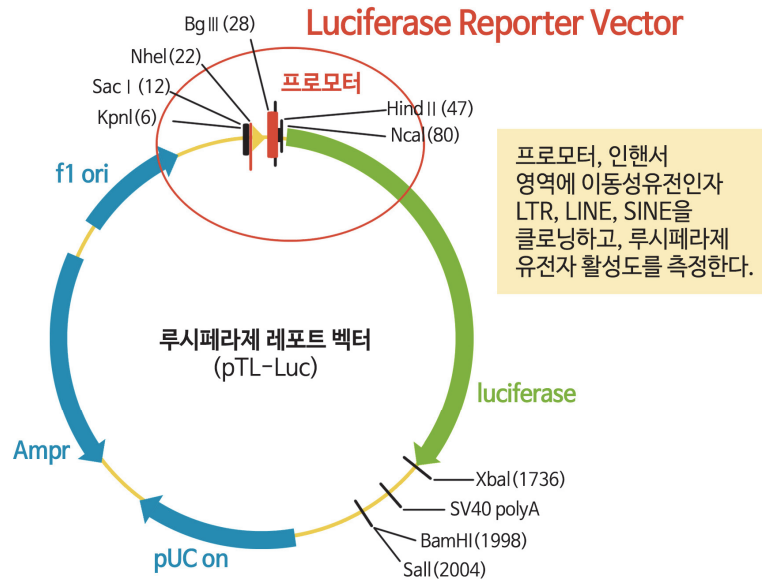 Luciferase Reporter Vector
BgⅢ(28)
NheI(22)
SacⅠ(12)
KpnI(6)
프로모터
HindⅡ(47)
NcaI(80)
f1 ori
프로모터, 인핸서
영역에 이동성유전인자
LTR, LINE, SINE을
클로닝하고, 루시페라제
유전자 활성도를 측정한다.
루시페라제 레포트 벡터
(pTL-Luc)
luciferase
Ampr
XbaI(1736)
SV40 polyA
BamHI(1998)
SalI(2004)
pUC on